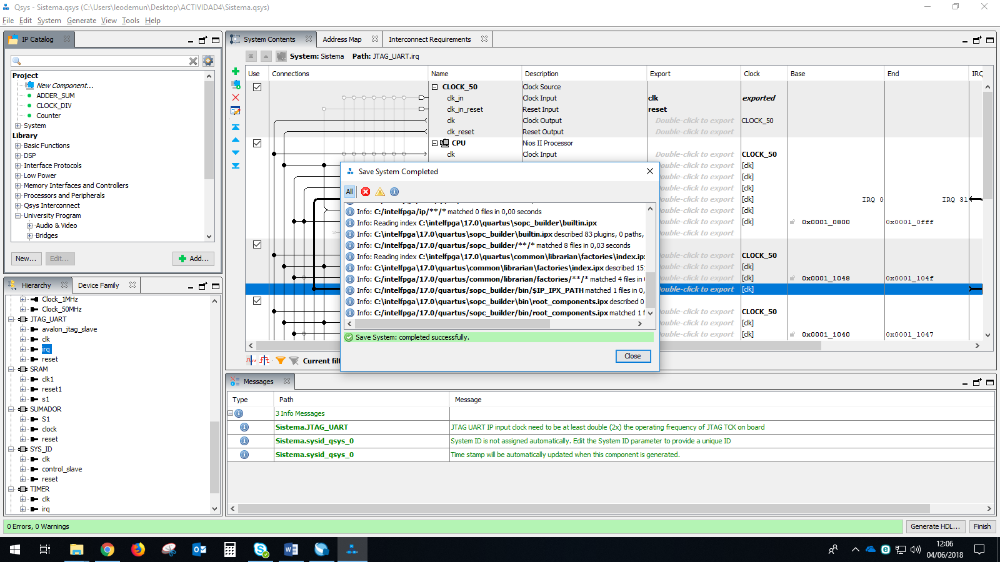 Qsys - Sistema.qsys (C:\Users\leodemun\Desktop\ACTIVIDAD4\Sistema.qsys)
File Edit System Generate View Tools Help
IP Catalog
Project
New Component...
ADDER_SUM
CLOCK_DIV
Counter
System
Library
Basic Functions
DSP
Interface Protocols
Low Power
Memory Interfaces and Controllers
Processors and Peripherals
Qsys Interconnect
University Program
Audio & Video
Bridges
New... Edit... Add...
Hierarchy Device Family
Clock_1MHz
Clock_50MHz
JTAG_UART
avalon_jtag_slave
clk
irq
reset
SRAM
clk1
reset1
s1
SUMADOR
S1
clock
reset
SYS_ID
clk
control_slave
reset
TIMER
clk
irq
System Contents Address Map Interconnect Requirements
System: Sistema Path: JTAG_UART.irq
Use Connections Name Description Export Clock Base End IRQ
CLOCK_50 Clock Source
clk_in Clock Input clk exported
clk_in_reset Reset Input reset
clk Clock Output Double-click to export CLOCK_50
clk_reset Reset Output Double-click to export
CPU Nios II Processor
clk Clock Input Double-click to export CLOCK_50
ouble-click to export [clk]
ouble-click to export [clk]
ouble-click to export [clk]
ouble-click to export [clk] IRQ 0 IRQ 31
ouble-click to export [clk]
ouble-click to export [clk] 0x0001_0800 0x0001_0fff
ouble-click to export
ouble-click to export CLOCK_50
ouble-click to export [clk]
ouble-click to export [clk] 0x0001_1048 0x0001_104f
ouble-click to export [clk]
ouble-click to export CLOCK_50
ouble-click to export [clk]
ouble-click to export [clk] 0x0001_1040 0x0001_1047
Current filt
Save System Completed
All
Info: C:/intelfpga/ip/**/* matched 0 files in 0,00 seconds
Info: Reading index C:\intelfpga\17.0\quartus\sopc_builder\builtin.ipx
Info: C:\intelfpga\17.0\quartus\sopc_builder\builtin.ipx described 83 plugins, 0 paths,
Info: C:/intelfpga/17.0/quartus/sopc_builder/**/* matched 8 files in 0,03 seconds
Info: Reading index C:\intelfpga\17.0\quartus\common\librarian\factories\index.ipx
Info: C:\intelfpga\17.0\quartus\common\librarian\factories\index.ipx described 15
Info: C:/intelfpga/17.0/quartus/common/librarian/factories/**/* matched 4 files in
Info: C:/intelfpga/17.0/quartus/sopc_builder/bin/$IP_IPX_PATH matched 1 files in 0,
Info: C:\intelfpga\17.0\quartus\sopc_builder\bin\root_components.ipx described 0
Info: C:/intelfpga/17.0/quartus/sopc_builder/bin/root_components.ipx matched 1 f
Save System: completed successfully.
Close
Messages
Type Path Message
3 Info Messages
Sistema.JTAG_UART JTAG UART IP input clock need to be at least double (2x) the operating frequency of JTAG TCK on board
Sistema.sysid_qsys_0 System ID is not assigned automatically. Edit the System ID parameter to provide a unique ID
Sistema.sysid_qsys_0 Time stamp will be automatically updated when this component is generated.
0 Errors, 0 Warnings
Generate HDL... Finish
12:06
04/06/2018